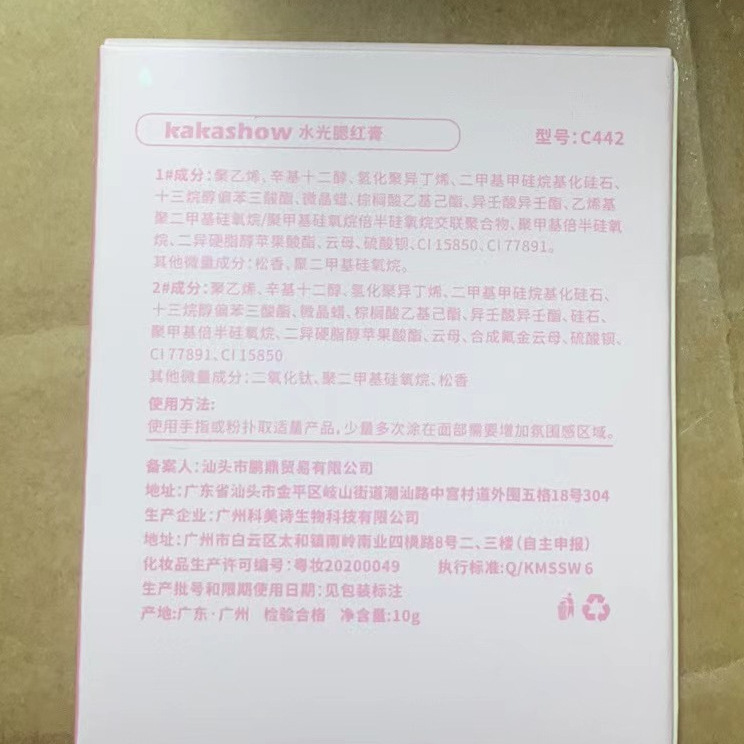 kakashow 水光腮红膏
型号:C442
1#成分:聚乙烯、辛基十二醇、氢化聚异丁烯、二甲基甲硅烷基化硅石、
十三烷醇偏苯三酸酯、微晶蜡、棕榈酸乙基己酯、异壬酸异壬酯、乙烯基
聚二甲基硅氧烷/聚甲基硅氧烷倍半硅氧烷交联聚合物、聚甲基倍半硅氧
烷、二异硬脂醇苹果酸酯、云母、硫酸钡、CI 15850、CI 77891。
其他微量成分:松香、聚二甲基硅氧烷。
2#成分:聚乙烯、辛基十二醇、氢化聚异丁烯、二甲基甲硅烷基化硅石、
十三烷醇偏苯三酸酯、微晶蜡、棕榈酸乙基己酯、异壬酸异壬酯、硅石、
聚甲基倍半硅氧烷、二异硬脂醇苹果酸酯、云母、合成氟金云母、硫酸钡、
CI 77891、CI 15850
其他微量成分:二氧化钛、聚二甲基硅氧烷、松香
使用方法:
使用手指或粉扑取适量产品,少量多次涂在面部需要增加氛围感区域。
备案人:汕头市鹏鼎贸易有限公司
地址:广东省汕头市金平区岐山街道潮汕路中宫村道外围五格18号304
生产企业:广州科美诗生物科技有限公司
地址:广州市白云区太和镇南岭南业四横路8号二、三楼(自主申报)
化妆品生产许可编号:粤妆20200049 执行标准:Q/KMSSW 6
生产批号和限期使用日期:见包装标注
产地:广东·广州 检验合格 净含量:10g